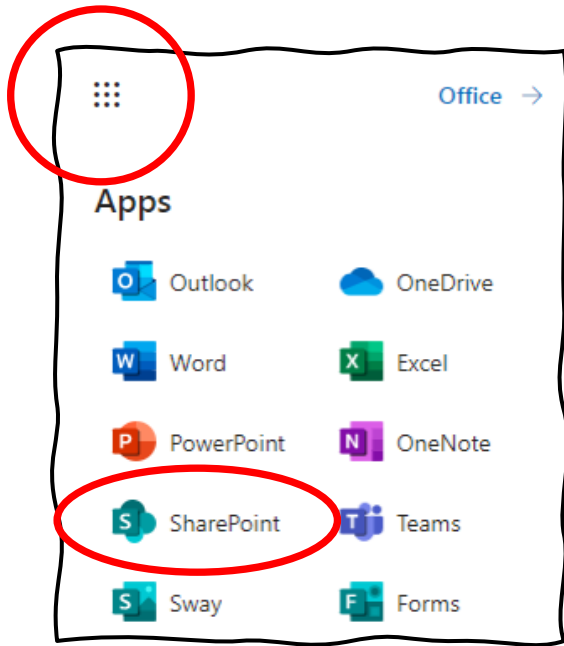 Office →
Apps
Outlook
OneDrive
Word
Excel
PowerPoint
OneNote
SharePoint
Teams
Sway
Forms